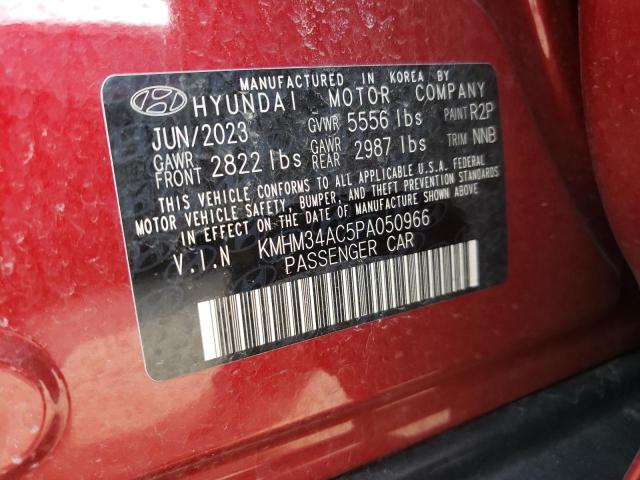 MANUFACTURED IN KOREA BY
HYUNDAI MOTOR COMPANY
JUN/2023 GVWR 5556 lbs PAINT R2P
GAWR FRONT 2822 lbs GAWR REAR 2987 lbs TRIM NNB
THIS VEHICLE CONFORMS TO ALL APPLICABLE U.S.A. FEDERAL
MOTOR VEHICLE SAFETY, BUMPER, AND THEFT PREVENTION STANDARDS
IN EFFECT ON THE DATE OF MANUFACTURE SHOWN ABOVE.
V.I.N KMHM34AC5PA050966
PASSENGER CAR